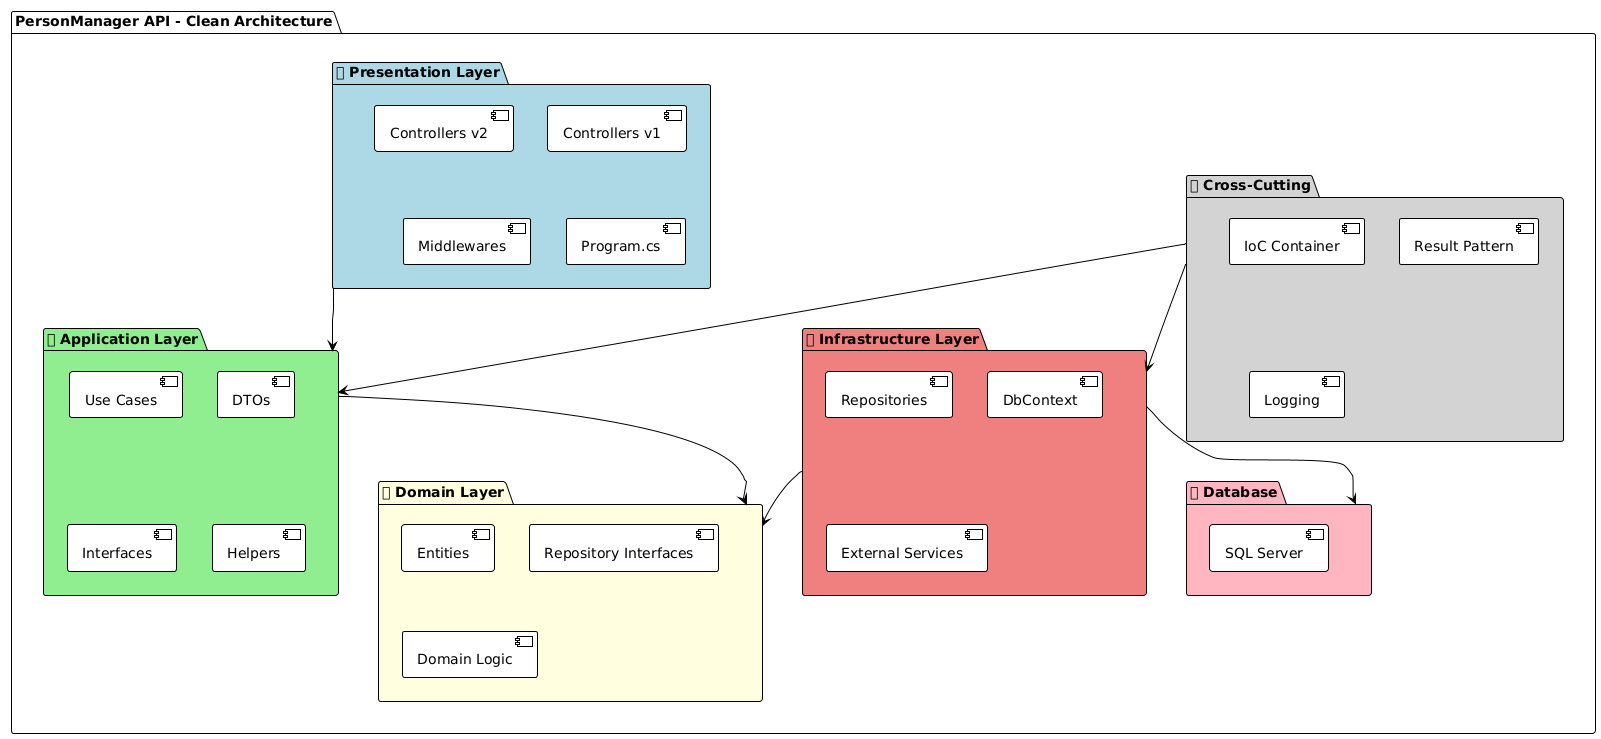 PersonManager API - Clean Architecture
Presentation Layer
Controllers v2
Controllers v1
Middlewares
Program.cs
Cross-Cutting
IoC Container
Result Pattern
Logging
Application Layer
Use Cases
DTOs
Interfaces
Helpers
Infrastructure Layer
Repositories
DbContext
External Services
Domain Layer
Entities
Repository Interfaces
Domain Logic
Database
SQL Server